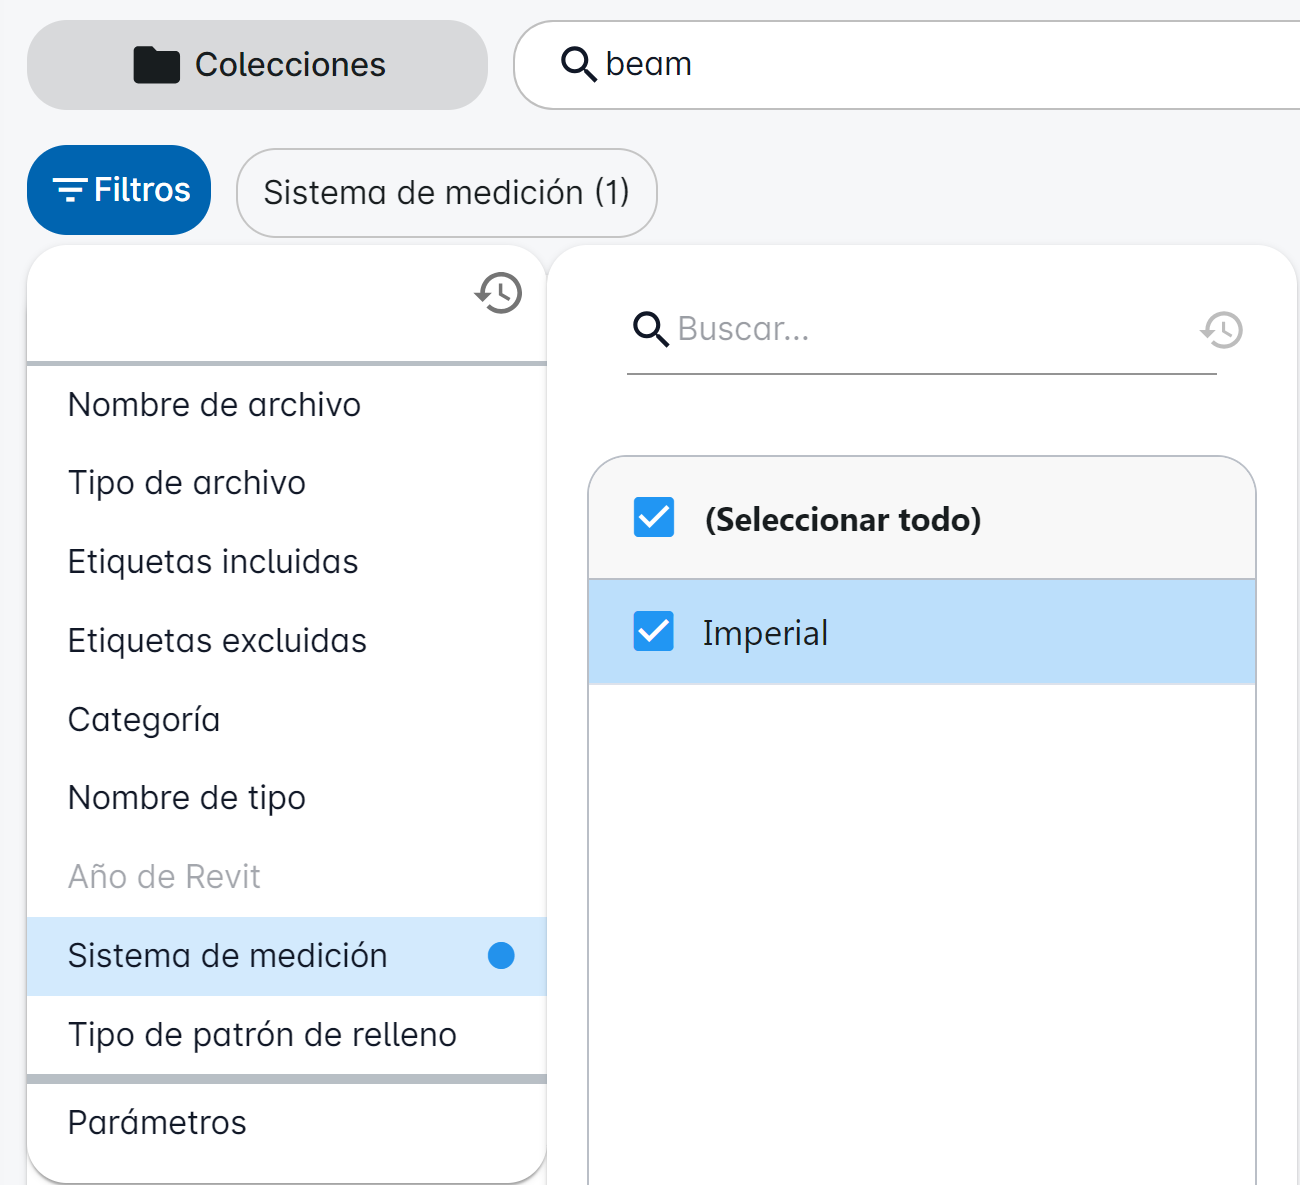 Colecciones
beam
Filtros
Sistema de medición (1)
Buscar...
Nombre de archivo
Tipo de archivo
Etiquetas incluidas
Etiquetas excluidas
Categoría
Nombre de tipo
Año de Revit
Sistema de medición
Tipo de patrón de relleno
Parámetros
(Seleccionar todo)
Imperial